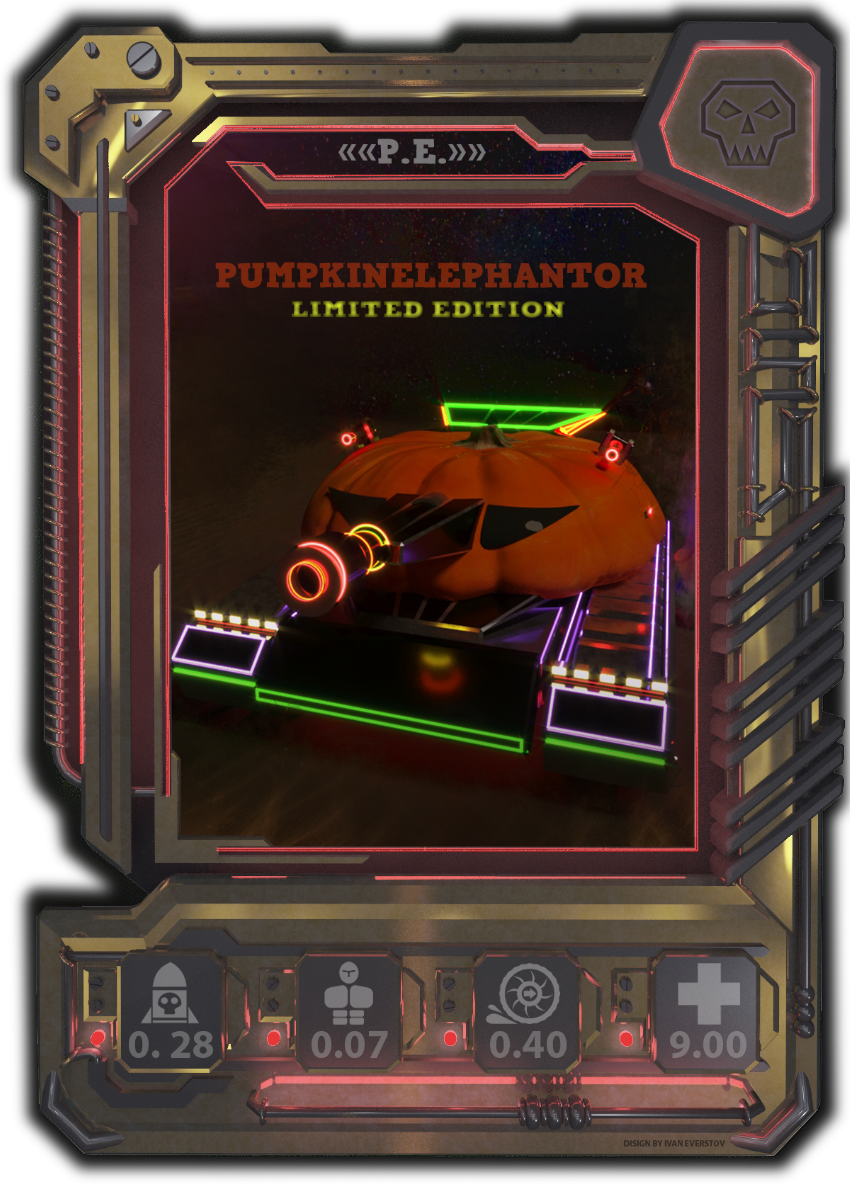 «««P.E.»»»
PUMPKINELEPHANTOR
LIMITED EDITION
0. 28 0.07 0.40 9.00
DISIGN BY IVAN EVERSTOV